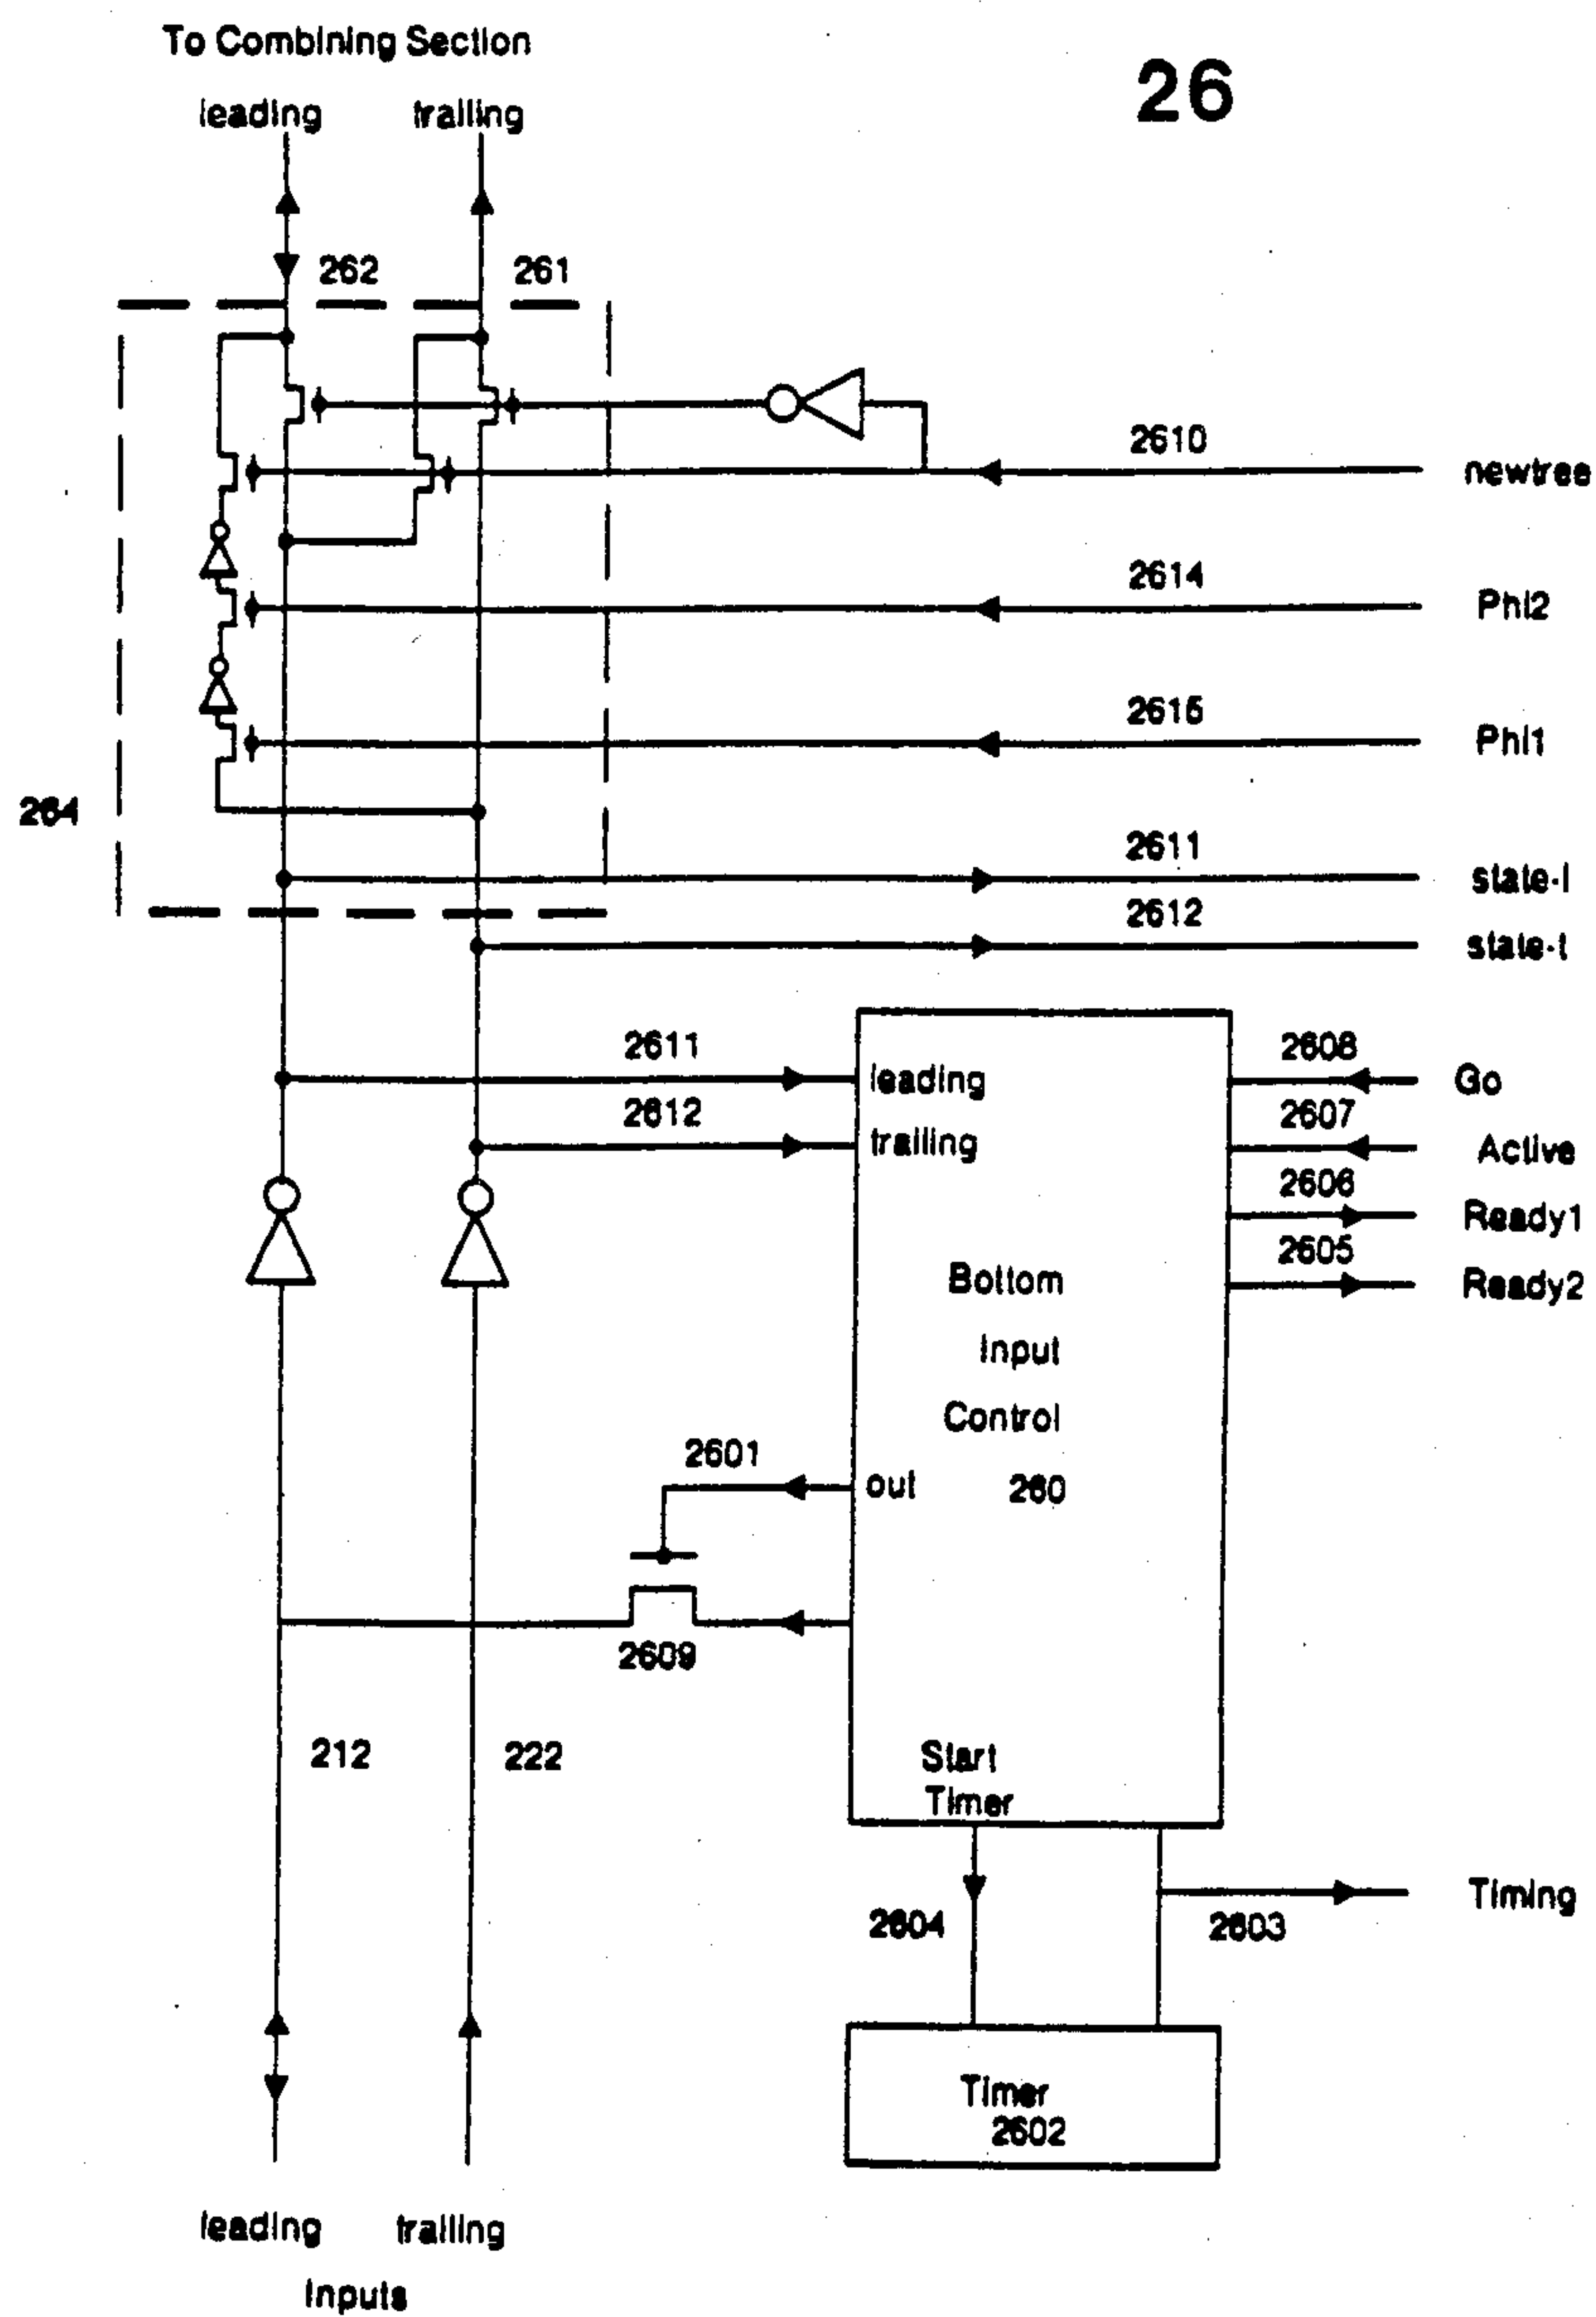 To Combining Section
26
leading trailing
262 261
2610
newtree
2614
Phi2
2615
Phi1
264
2611
state-l
2612
state-t
2611
leading
2608
Go
2612
trailing
2607
Active
2606
Ready1
2605
Ready2
Bottom
Input
Control
260
2601
out
2609
212 222
Start
Timer
2604
2603
Timing
Timer
2602
leading trailing
Inputs